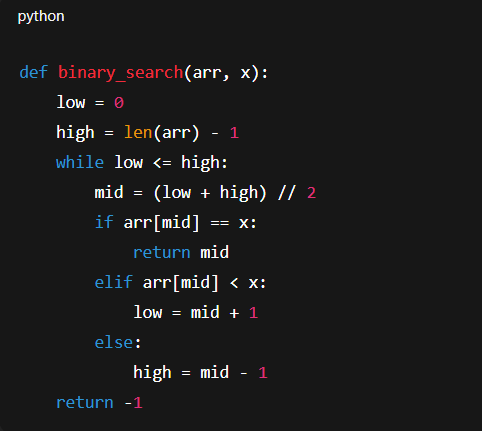 python
def binary_search(arr, x):
    low = 0
    high = len(arr) - 1
    while low <= high:
        mid = (low + high) // 2
        if arr[mid] == x:
            return mid
        elif arr[mid] < x:
            low = mid + 1
        else:
            high = mid - 1
    return -1